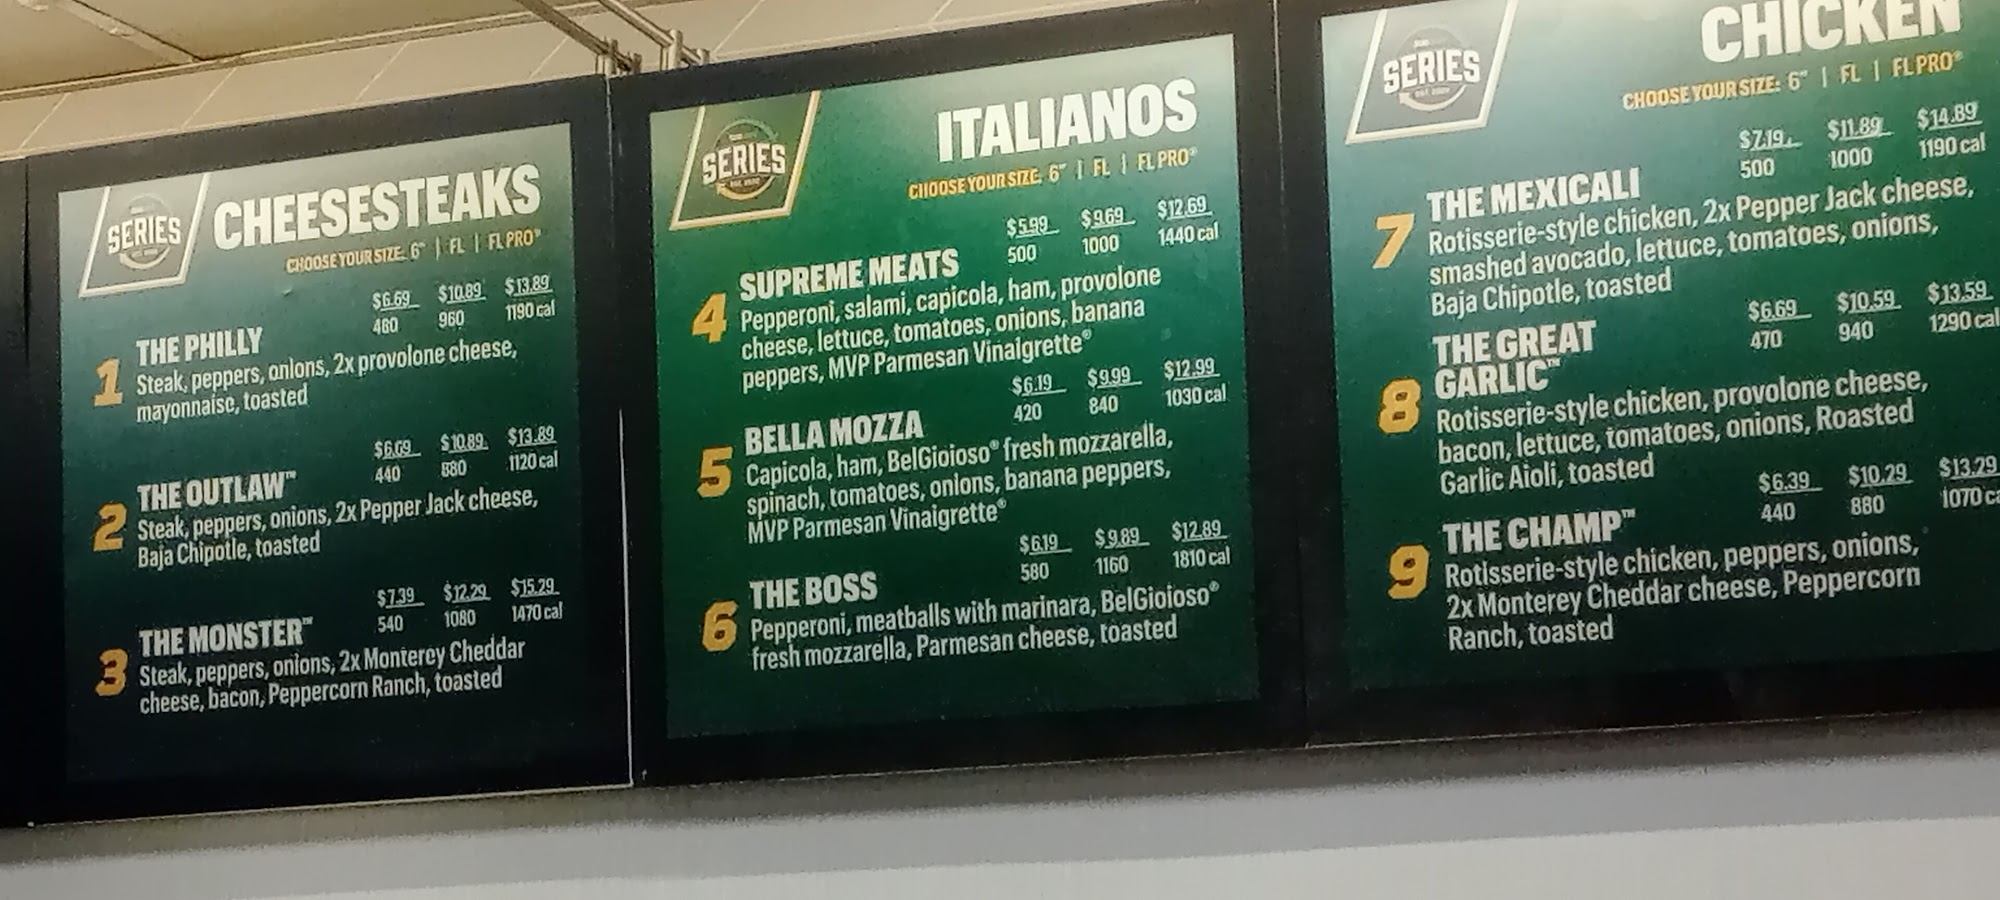 SERIES
CHEESESTEAKS
CHOOSE YOUR SIZE: 6" | FL | FL PRO®
$6.69 $10.89 $13.89
480 960 1190 cal
1 THE PHILLY
Steak, peppers, onions, 2x provolone cheese,
mayonnaise, toasted
$6.69 $10.89 $13.89
440 880 1120 cal
2 THE OUTLAW™
Steak, peppers, onions, 2x Pepper Jack cheese,
Baja Chipotle, toasted
$7.39 $12.29 $15.29
540 1080 1470 cal
3 THE MONSTER™
Steak, peppers, onions, 2x Monterey Cheddar
cheese, bacon, Peppercorn Ranch, toasted
SERIES
ITALIANOS
CHOOSE YOUR SIZE: 6" | FL | FL PRO®
$5.99 $9.69 $12.69
500 1000 1440 cal
4 SUPREME MEATS
Pepperoni, salami, capicola, ham, provolone
cheese, lettuce, tomatoes, onions, banana
peppers, MVP Parmesan Vinaigrette®
$6.19 $9.99 $12.99
420 840 1030 cal
5 BELLA MOZZA
Capicola, ham, BelGioioso® fresh mozzarella,
spinach, tomatoes, onions, banana peppers,
MVP Parmesan Vinaigrette®
$6.19 $9.89 $12.89
580 1160 1810 cal
6 THE BOSS
Pepperoni, meatballs with marinara, BelGioioso®
fresh mozzarella, Parmesan cheese, toasted
SERIES
CHICKEN
CHOOSE YOUR SIZE: 6" | FL | FL PRO®
$7.19 $11.89 $14.89
500 1000 1190 cal
7 THE MEXICALI
Rotisserie-style chicken, 2x Pepper Jack cheese,
smashed avocado, lettuce, tomatoes, onions,
Baja Chipotle, toasted
$6.69 $10.59 $13.59
470 940 1290 cal
8 THE GREAT
GARLIC™
Rotisserie-style chicken, provolone cheese,
bacon, lettuce, tomatoes, onions, Roasted
Garlic Aioli, toasted
$6.39 $10.29 $13.29
440 880 1070 ca
9 THE CHAMP™
Rotisserie-style chicken, peppers, onions,
2x Monterey Cheddar cheese, Peppercorn
Ranch, toasted